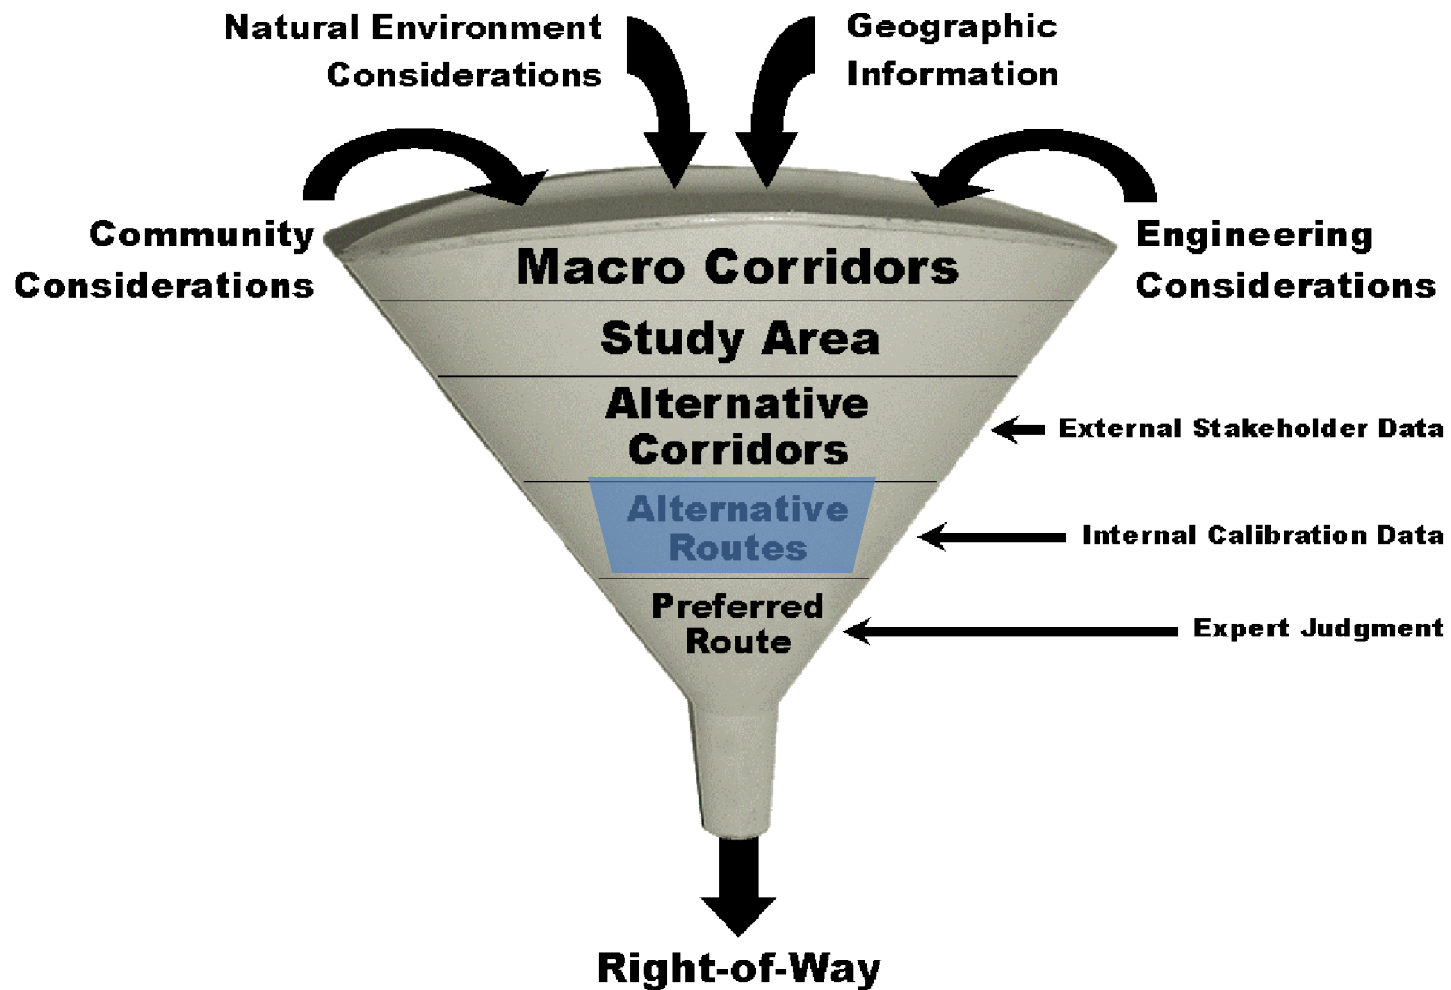 Natural Environment
Considerations
Geographic
Information
Community
Considerations
Engineering
Considerations
Macro Corridors
Study Area
Alternative
Corridors
External Stakeholder Data
Alternative
Routes
Internal Calibration Data
Preferred
Route
Expert Judgment
Right-of-Way